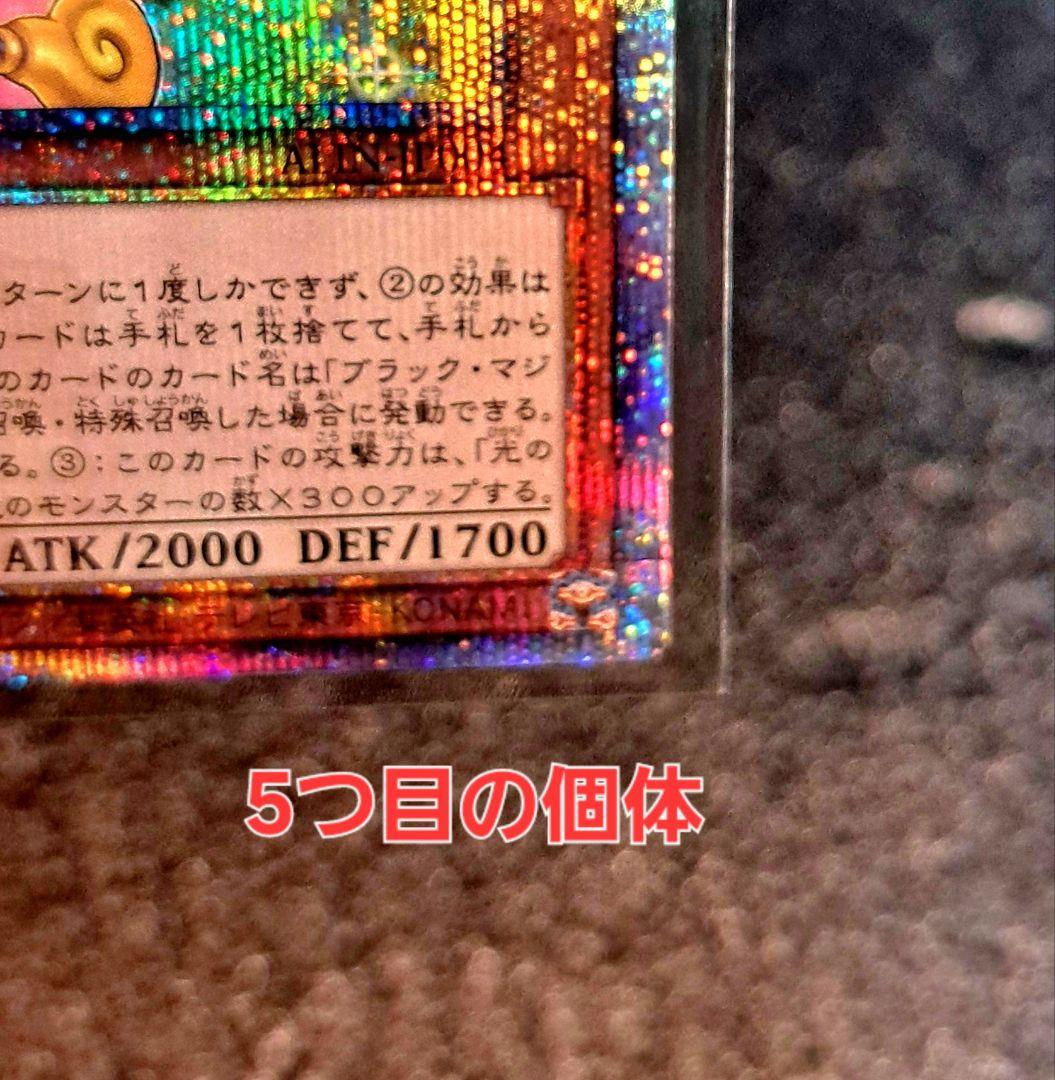 ターンに1度しかできず、②の効果は
カードは手札を1枚捨てて、手札から
のカードのカード名は「ブラック・マジ
召喚・特殊召喚した場合に発動できる。
る。③:このカードの攻撃力は、「光の
のモンスターの数×300アップする。
ATK/2000 DEF/1700
テレビ東京・KONAMI
5つ目の個体